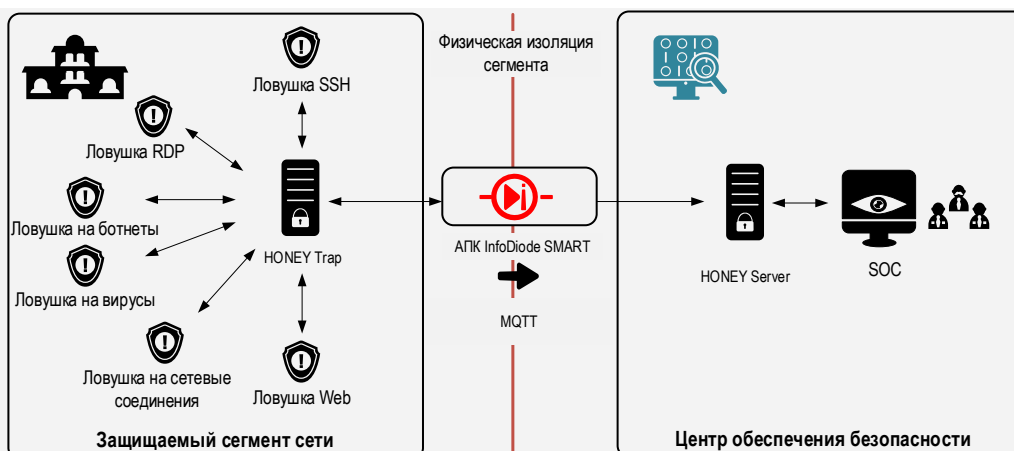 Физическая изоляция
сегмента
Ловушка SSH
Ловушка RDP
Ловушка на ботнеты
Ловушка на вирусы
Ловушка на сетевые
соединения
Ловушка Web
HONEY Trap
Защищаемый сегмент сети
АПК InfoDiode SMART
MQTT
HONEY Server
SOC
Центр обеспечения безопасности